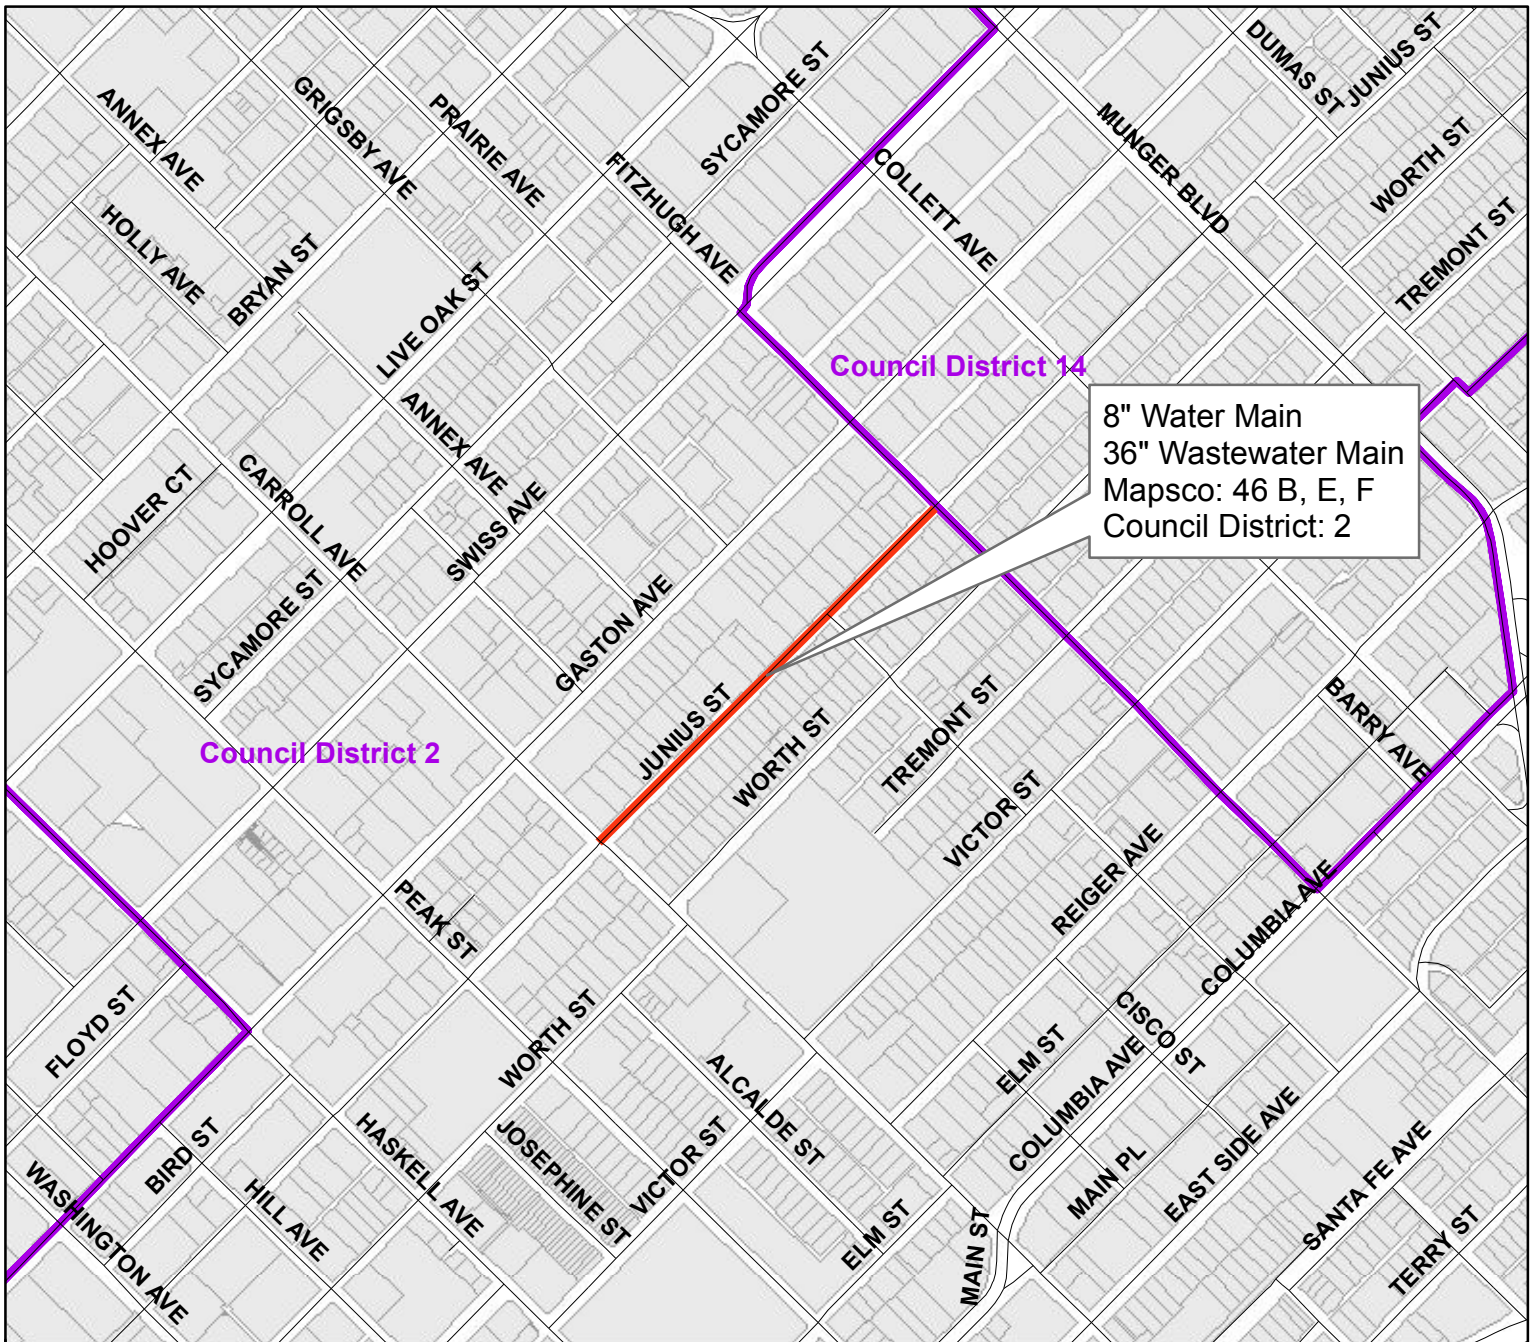 DUMAS ST
JUNIUS ST
SYCAMORE ST
GRIGSBY AVE
PRAIRIE AVE
ANNEX AVE
MUNGER BLVD
WORTH ST
FITZHUGH AVE
COLLETT AVE
HOLLY AVE
BRYAN ST
TREMONT ST
LIVE OAK ST
Council District 14
8" Water Main
36" Wastewater Main
Mapsco: 46 B, E, F
Council District: 2
ANNEX AVE
CARROLL AVE
HOOVER CT
SWISS AVE
SYCAMORE ST
GASTON AVE
JUNIUS ST
WORTH ST
TREMONT ST
BARRY AVE
Council District 2
VICTOR ST
REIGER AVE
PEAK ST
COLUMBIA AVE
FLOYD ST
WORTH ST
CISCO ST
ELM ST
COLUMBIA AVE
ALCALDE ST
BIRD ST
HASKELL AVE
JOSEPHINE ST
VICTOR ST
MAIN PL
EAST SIDE AVE
SANTA FE AVE
WASHINGTON AVE
HILL AVE
ELM ST
MAIN ST
TERRY ST